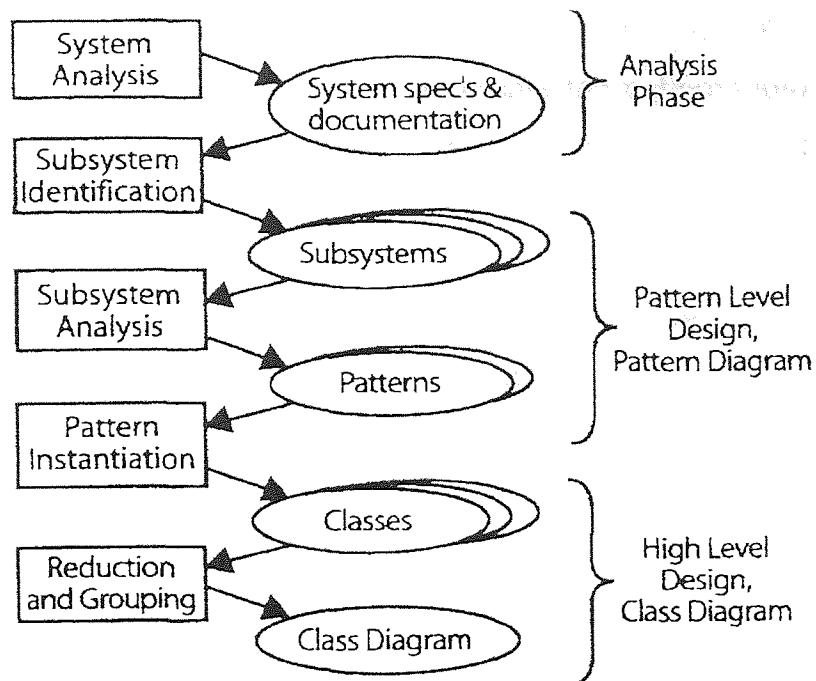 System
Analysis
System spec's &
documentation
Analysis
Phase
Subsystem
Identification
Subsystems
Subsystem
Analysis
Pattern Level
Design,
Pattern Diagram
Patterns
Pattern
Instantiation
Classes
High Level
Design,
Class Diagram
Reduction
and Grouping
Class Diagram